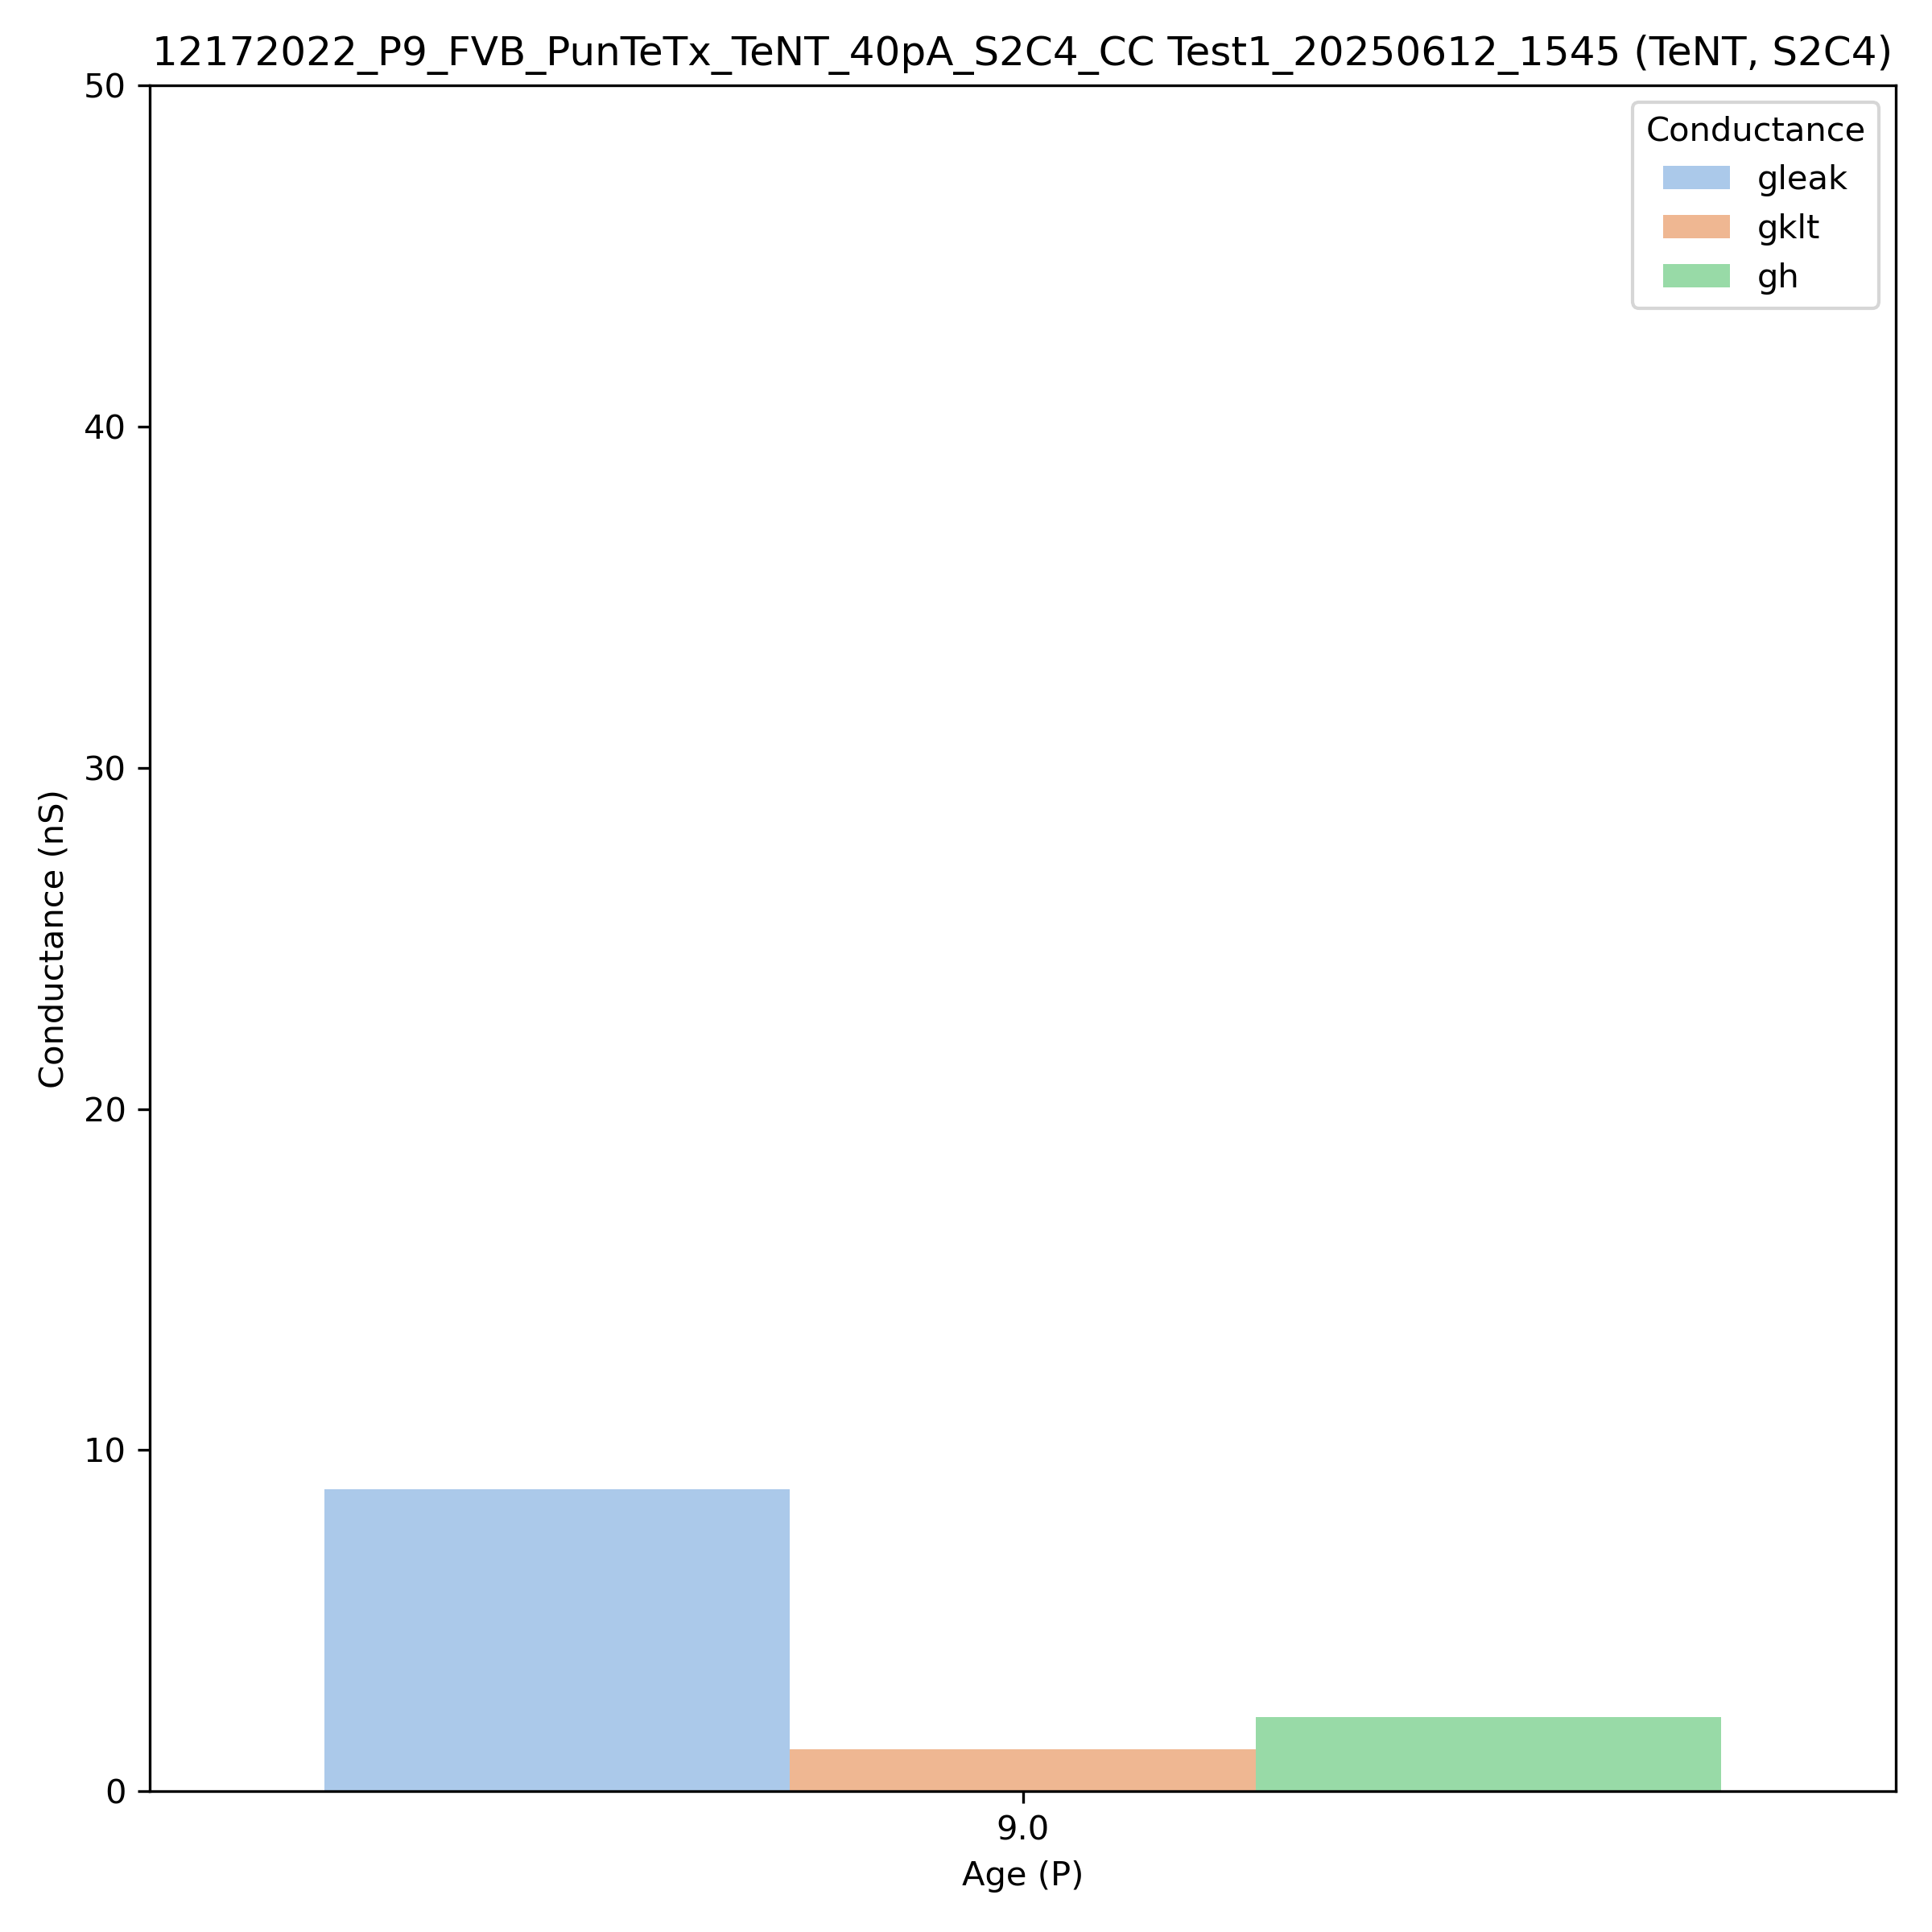 12172022_P9_FVB_PunTeTx_TeNT_40pA_S2C4_CC Test1_20250612_1545 (TeNT, S2C4)
Conductance
gleak
gklt
gh
50
40
30
20
10
0
Conductance (nS)
9.0
Age (P)